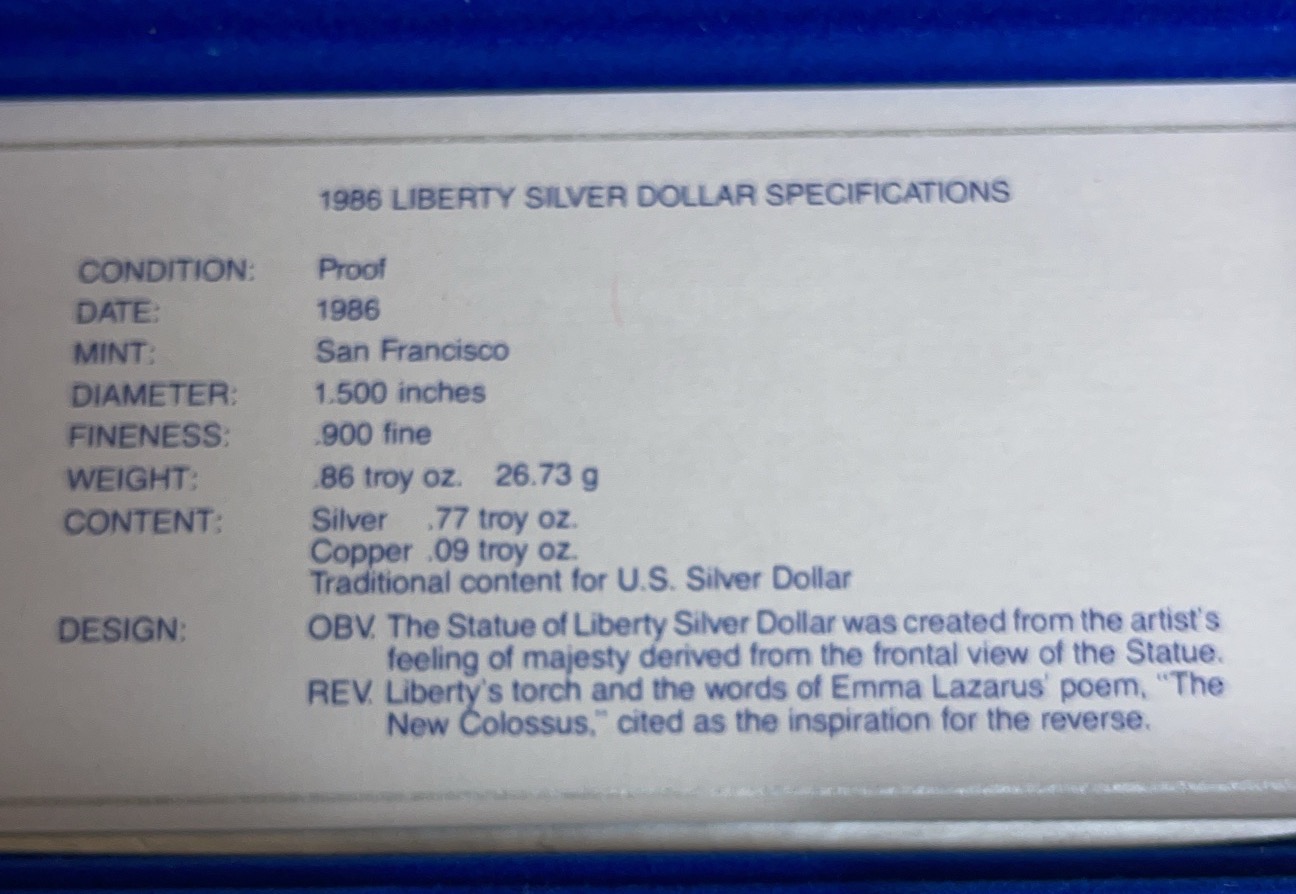 1986 LIBERTY SILVER DOLLAR SPECIFICATIONS
CONDITION: Proof
DATE: 1986
MINT: San Francisco
DIAMETER: 1.500 inches
FINENESS: .900 fine
WEIGHT: .86 troy oz. 26.73 g
CONTENT: Silver .77 troy oz.
Copper .09 troy oz.
Traditional content for U.S. Silver Dollar
DESIGN: OBV. The Statue of Liberty Silver Dollar was created from the artist's
feeling of majesty derived from the frontal view of the Statue.
REV. Liberty's torch and the words of Emma Lazarus' poem, "The
New Colossus," cited as the inspiration for the reverse.